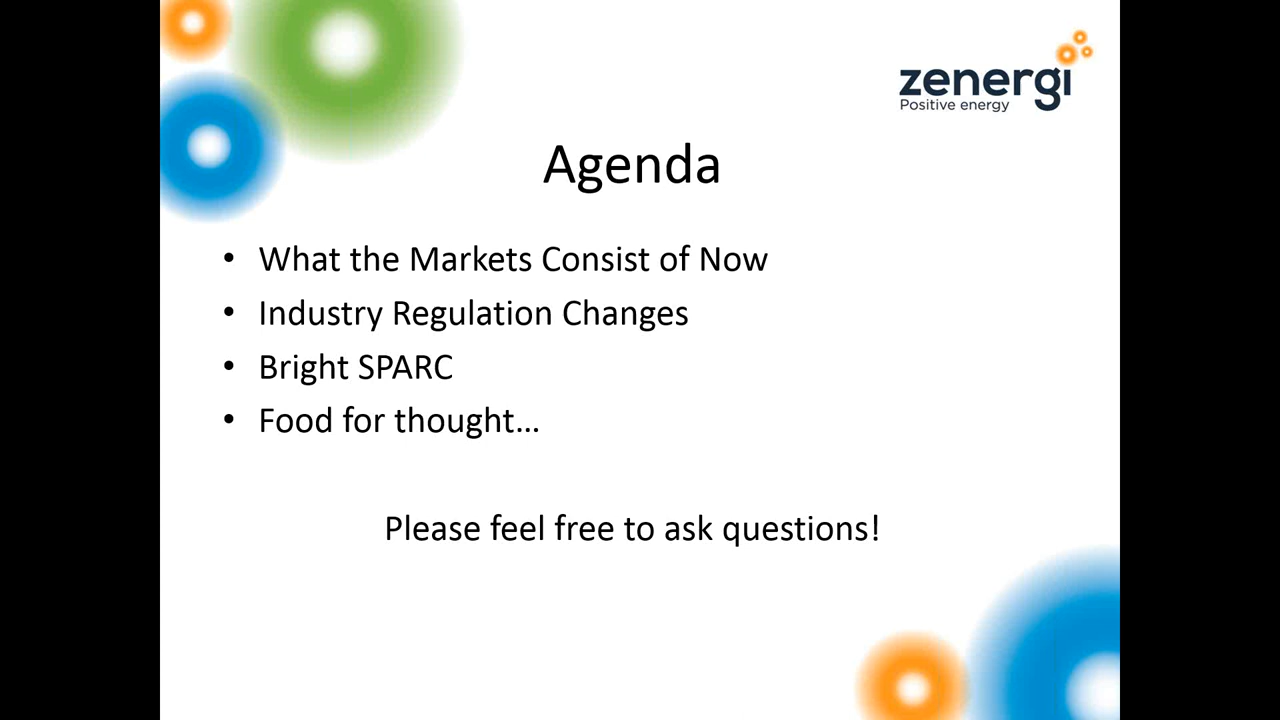 zenergi
Positive energy
Agenda
• What the Markets Consist of Now
• Industry Regulation Changes
• Bright SPARC
• Food for thought...
Please feel free to ask questions!